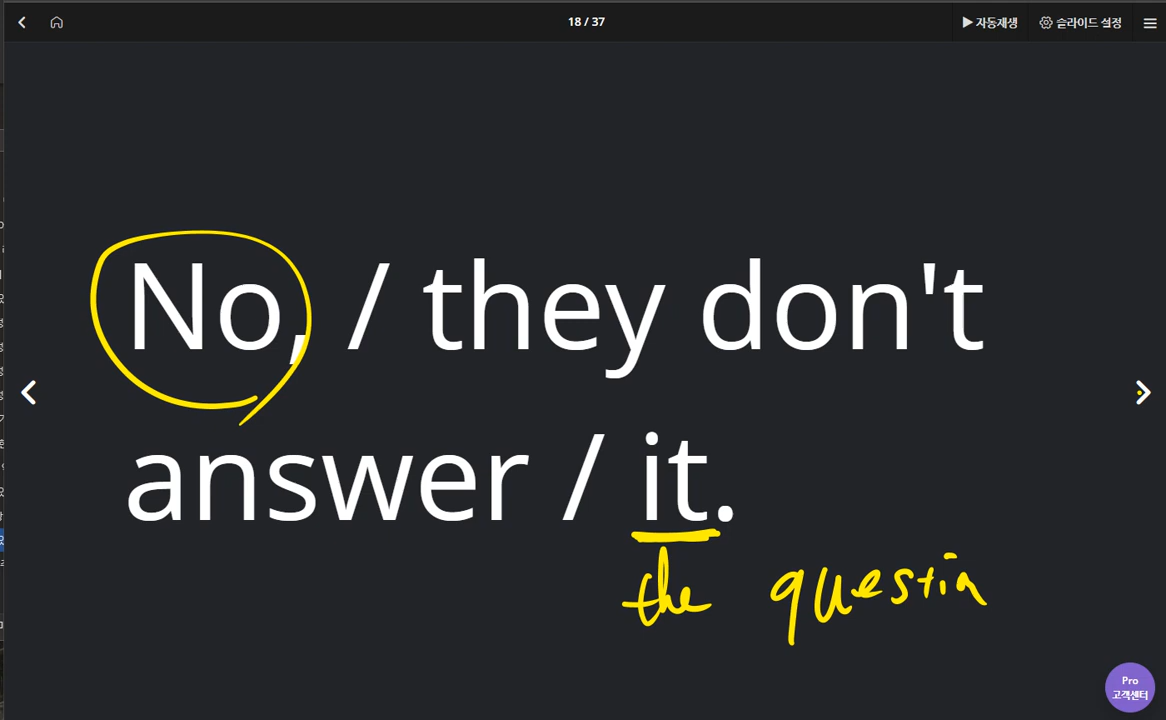 18 / 37
자동재생
슬라이드 설정
No, / they don't
answer / it.
the question
Pro
고객센터